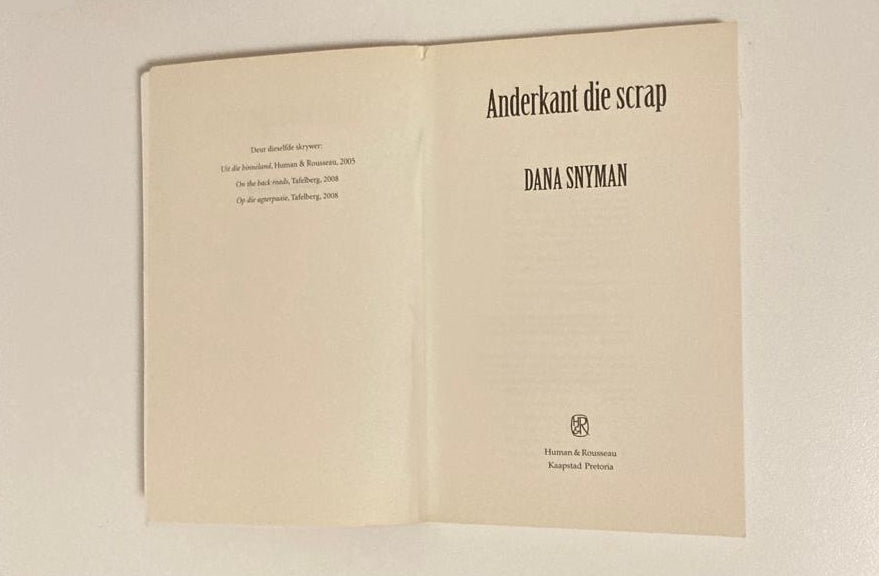 Deur dieselfde skrywer:
Uit die binneland, Human & Rousseau, 2005
On the back roads, Tafelberg, 2008
Op die agterpaaie, Tafelberg, 2008
Anderkant die scrap
DANA SNYMAN
H&R
Human & Rousseau
Kaapstad Pretoria